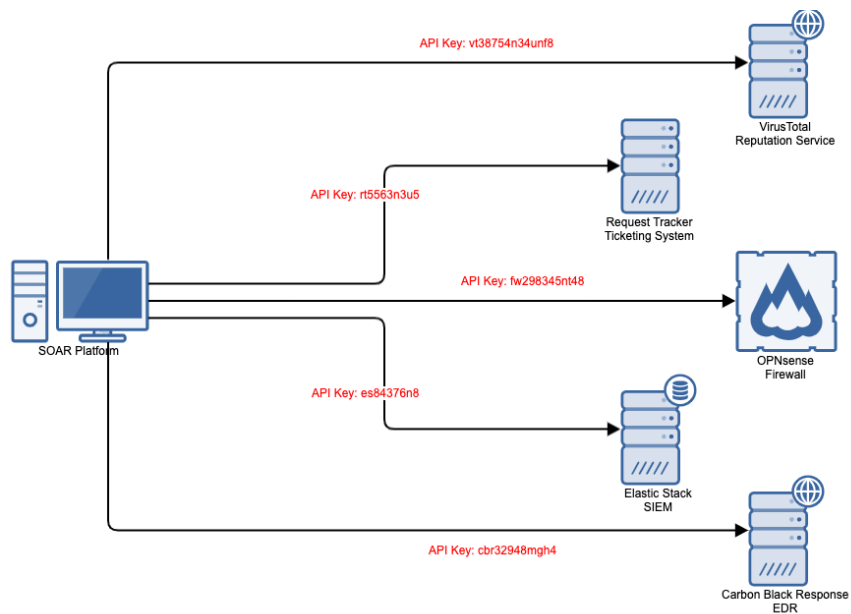 API Key: vt38754n34unf8
VirusTotal
Reputation Service
API Key: rt5563n3u5
Request Tracker
Ticketing System
API Key: fw298345nt48
SOAR Platform
OPNsense
Firewall
API Key: es84376n8
Elastic Stack
SIEM
API Key: cbr32948mgh4
Carbon Black Response
EDR